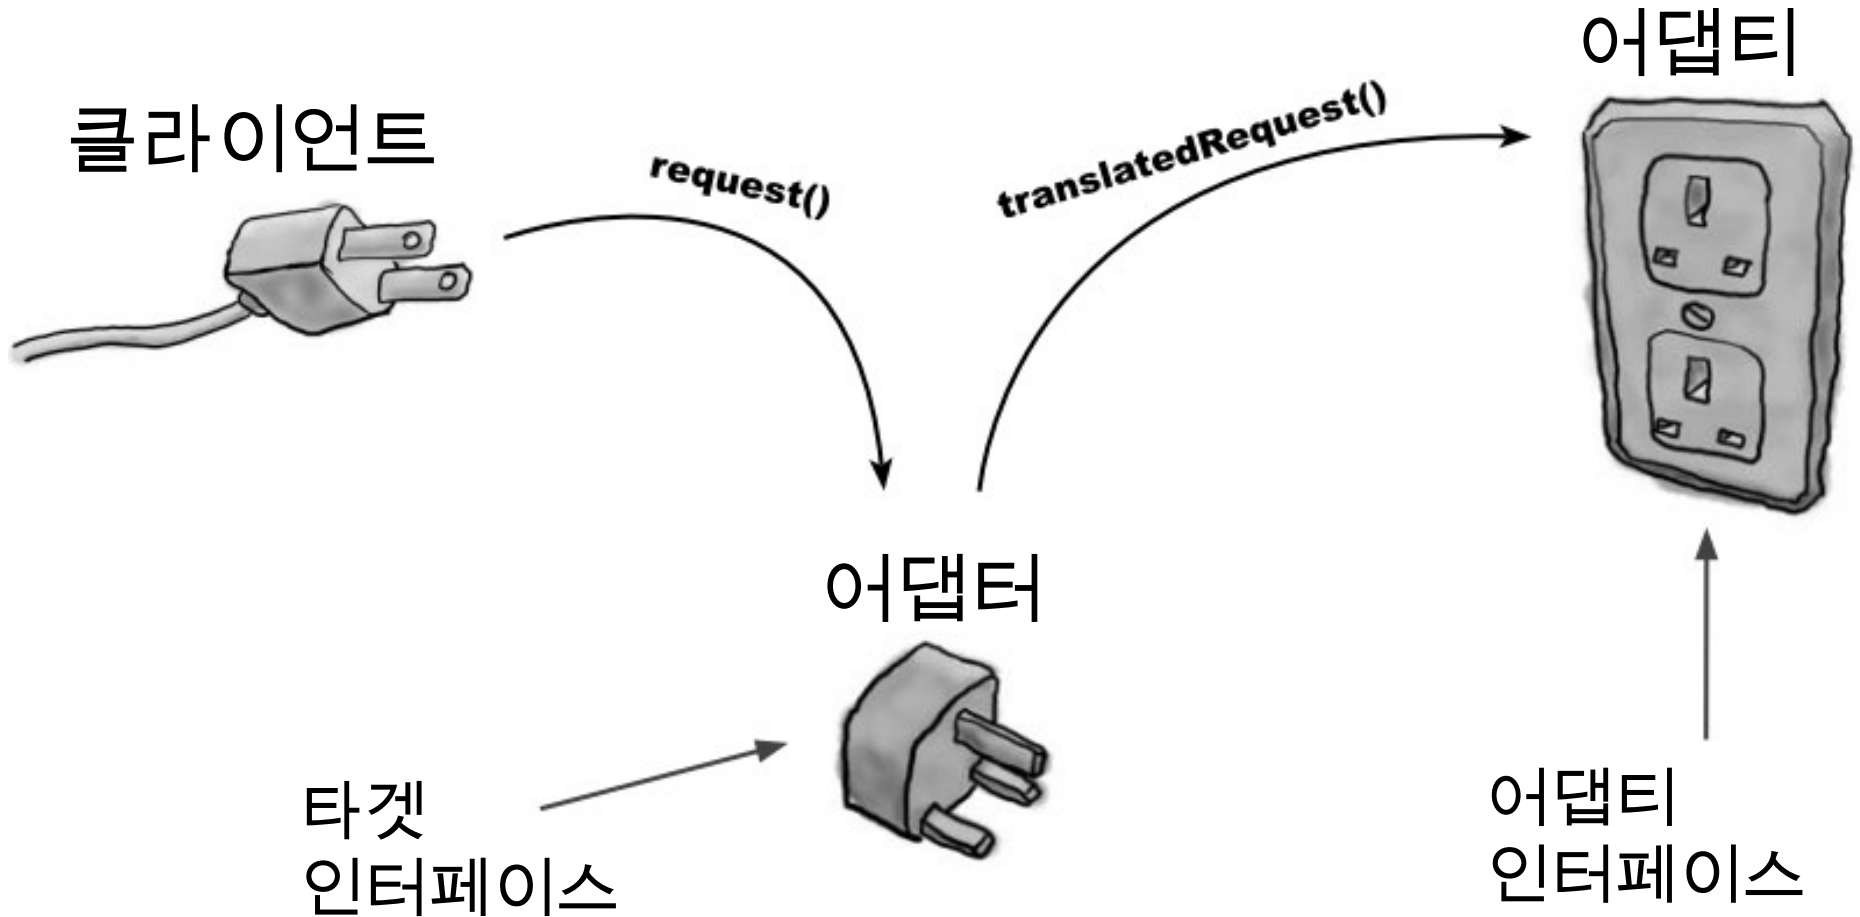 어댑티
클라이언트
request()
translatedRequest()
어댑터
타겟
인터페이스
어댑티
인터페이스